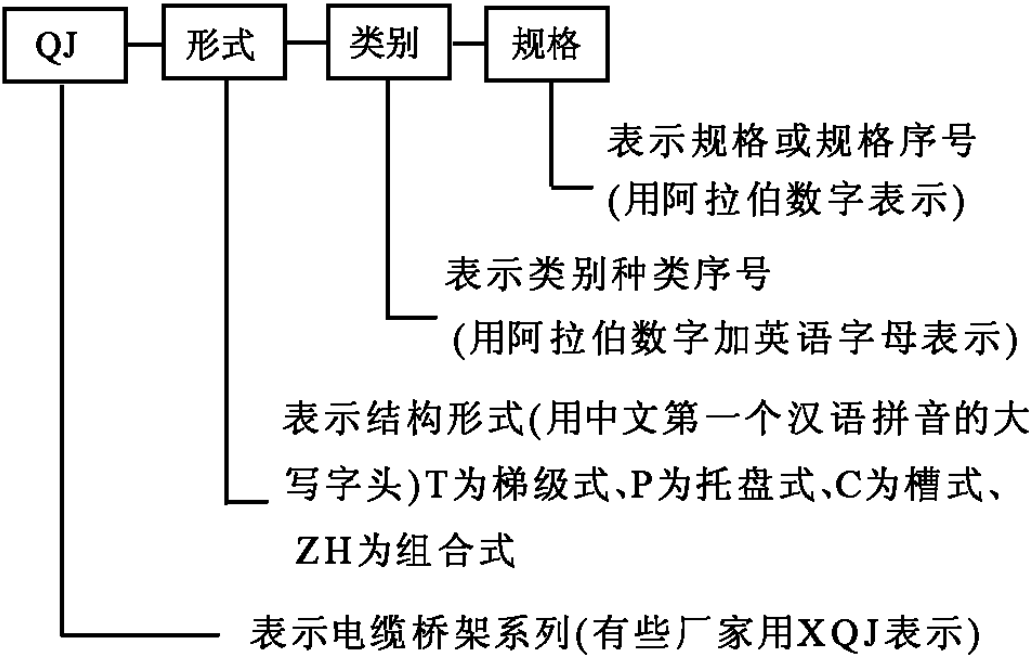 QJ 形式 类别 规格
表示规格或规格序号
(用阿拉伯数字表示)
表示类别种类序号
(用阿拉伯数字加英语字母表示)
表示结构形式(用中文第一个汉语拼音的大
写字头)T为梯级式、P为托盘式、C为槽式、
ZH为组合式
表示电缆桥架系列(有些厂家用XQJ表示)